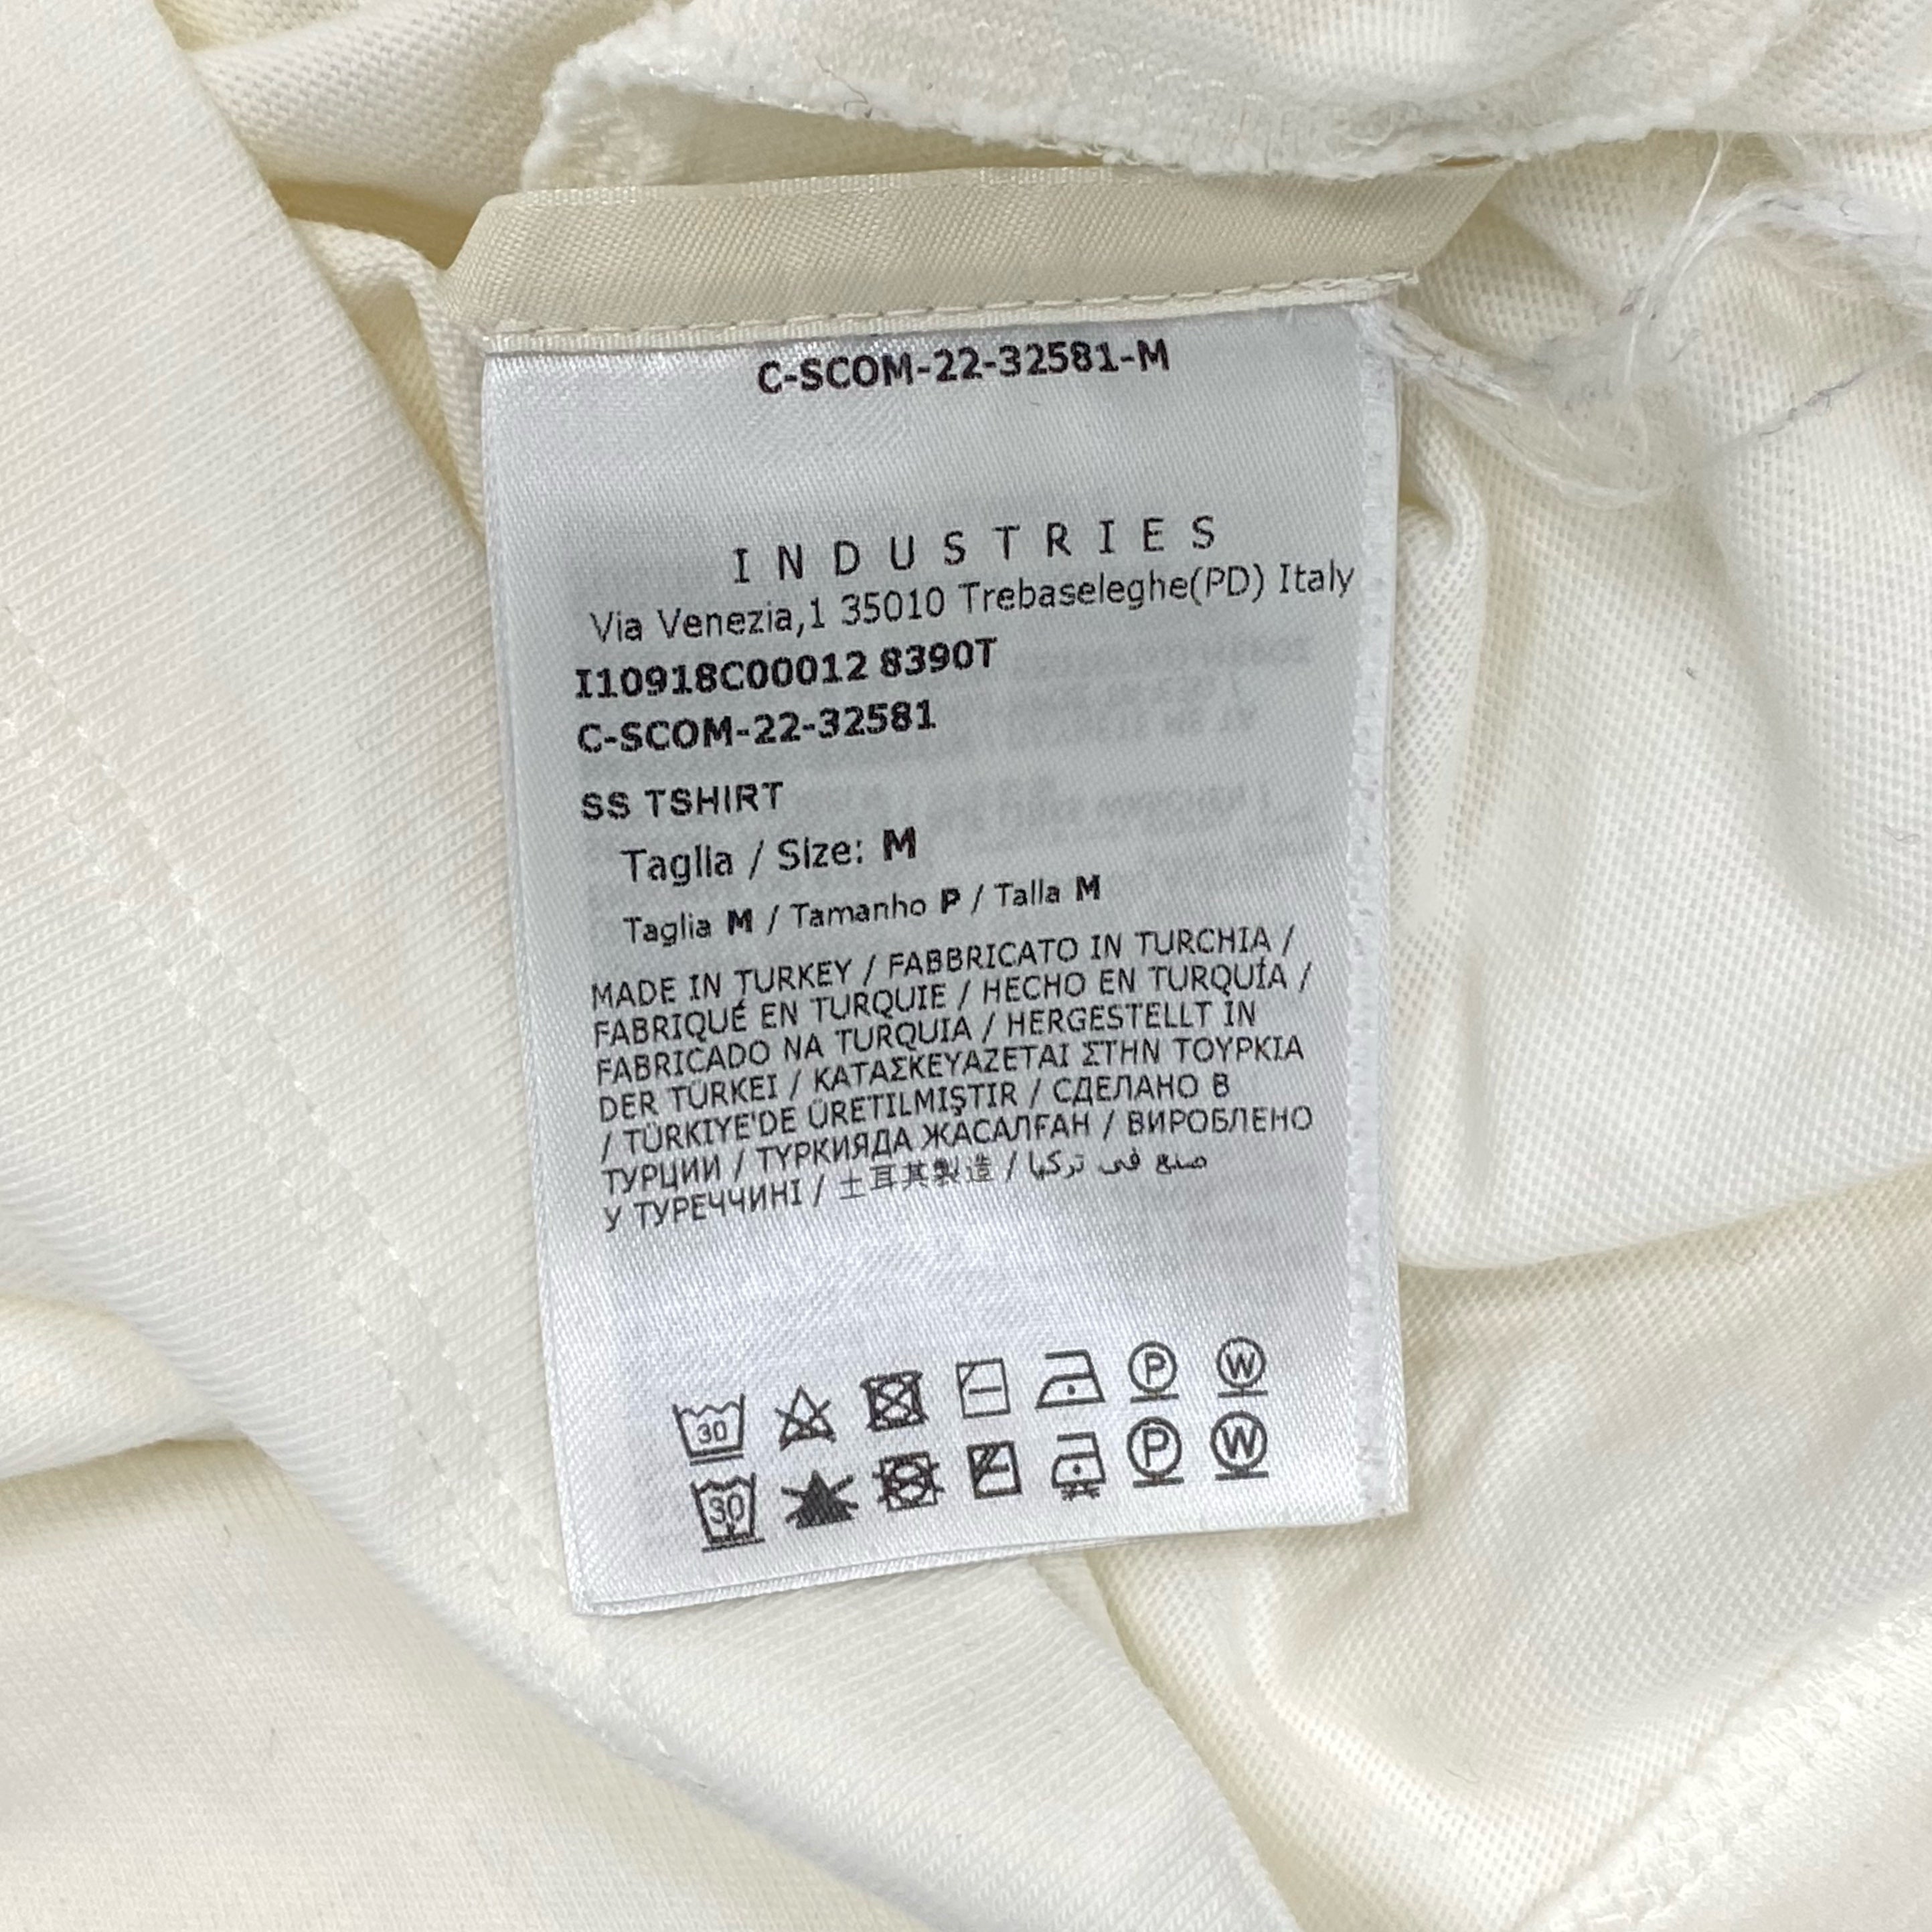 C-SCOM-22-32581-M
INDUSTRIES
Via Venezia,1 35010 Trebaseleghe(PD) Italy
I10918C00012 8390T
C-SCOM-22-32581
SS TSHIRT
Taglia / Size: M
Taglia M / Tamanho P / Talla M
MADE IN TURKEY / FABBRICATO IN TURCHIA /
FABRIQUÉ EN TURQUIE / HECHO EN TURQUÍA /
FABRICADO NA TURQUIA / HERGESTELLT IN
DER TÜRKEI / ΚΑΤΑΣΚΕΥΑΖΕΤΑΙ ΣΤΗΝ ΤΟΥΡΚΙΑ
/ TÜRKIYE'DE ÜRETILMIŞTIR / СДЕЛАНО В
ТУРЦИИ / ТҮРКИЯДА ЖАСАЛҒАН / ВИРОБЛЕНО
У ТУРЕЧЧИНІ / 土耳其製造 / صنع في تركيا
30 P W
30 P W